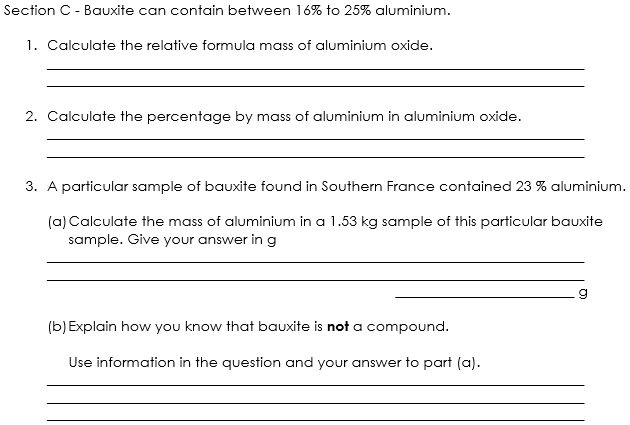 Section C - Bauxite can contain between 16% to 25% aluminium.
1. Calculate the relative formula mass of aluminium oxide.
2. Calculate the percentage by mass of aluminium in aluminium oxide.
3. A particular sample of bauxite found in Southern France contained 23 % aluminium.
(a) Calculate the mass of aluminium in a 1.53 kg sample of this particular bauxite
sample. Give your answer in g
g
(b) Explain how you know that bauxite is not a compound.
Use information in the question and your answer to part (a).